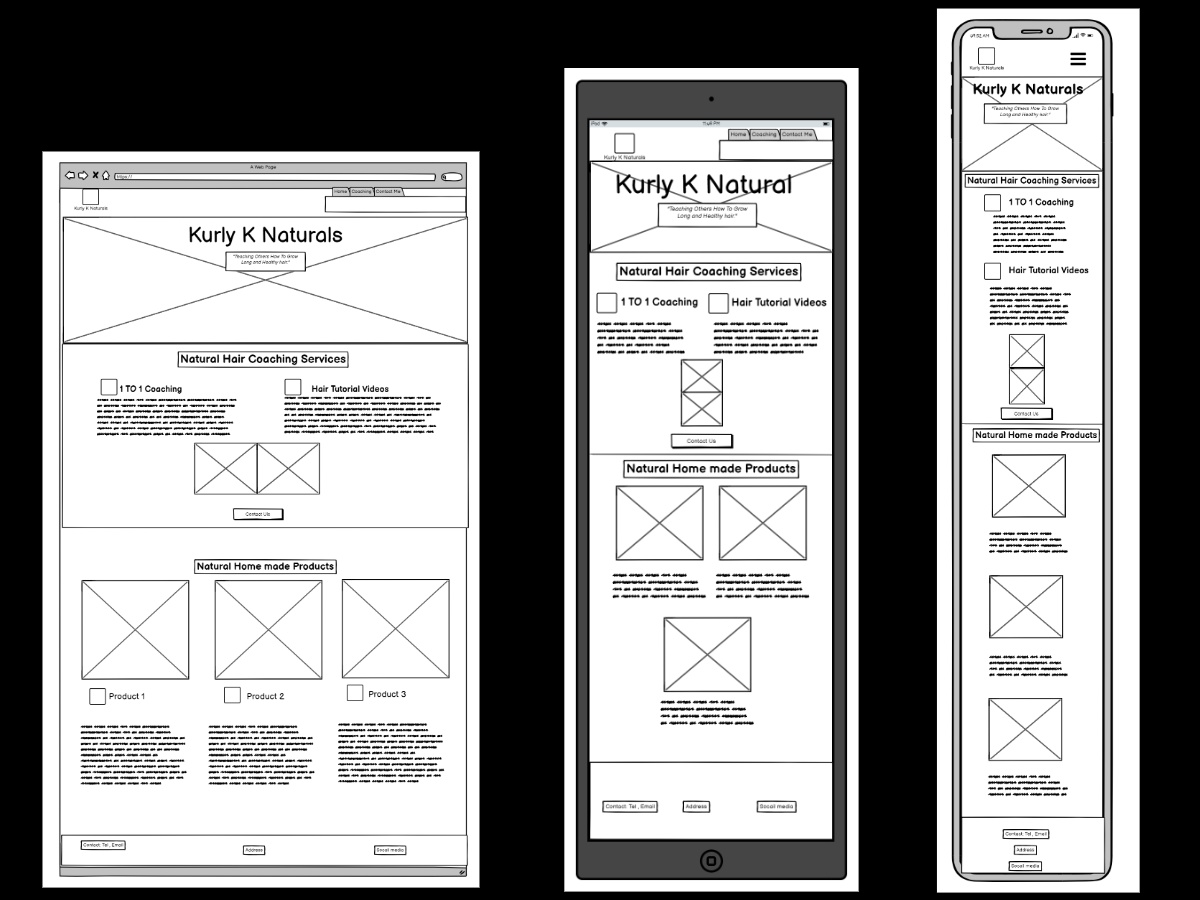 A Web Page
https://
Kurly K Naturals
Home
Coaching
Contact Me
Kurly K Naturals
"Teaching Others How To Grow
Long and Healthy hair."
Natural Hair Coaching Services
1 TO 1 Coaching
Hair Tutorial Videos
Contact Us
Natural Home made Products
Product 1
Product 2
Product 3
Contact: Tel , Email
Address
Social media
iPad
Kurly K Naturals
Home
Coaching
Contact Me
Kurly K Natural
"Teaching Others How To Grow
Long and Healthy hair."
Natural Hair Coaching Services
1 TO 1 Coaching
Hair Tutorial Videos
Contact Us
Natural Home made Products
Contact: Tel , Email
Address
Social media
Kurly K Naturals
Kurly K Naturals
"Teaching Others How To Grow
Long and Healthy hair."
Natural Hair Coaching Services
1 TO 1 Coaching
Hair Tutorial Videos
Contact Us
Natural Home made Products
Contact: Tel , Email
Address
Social media